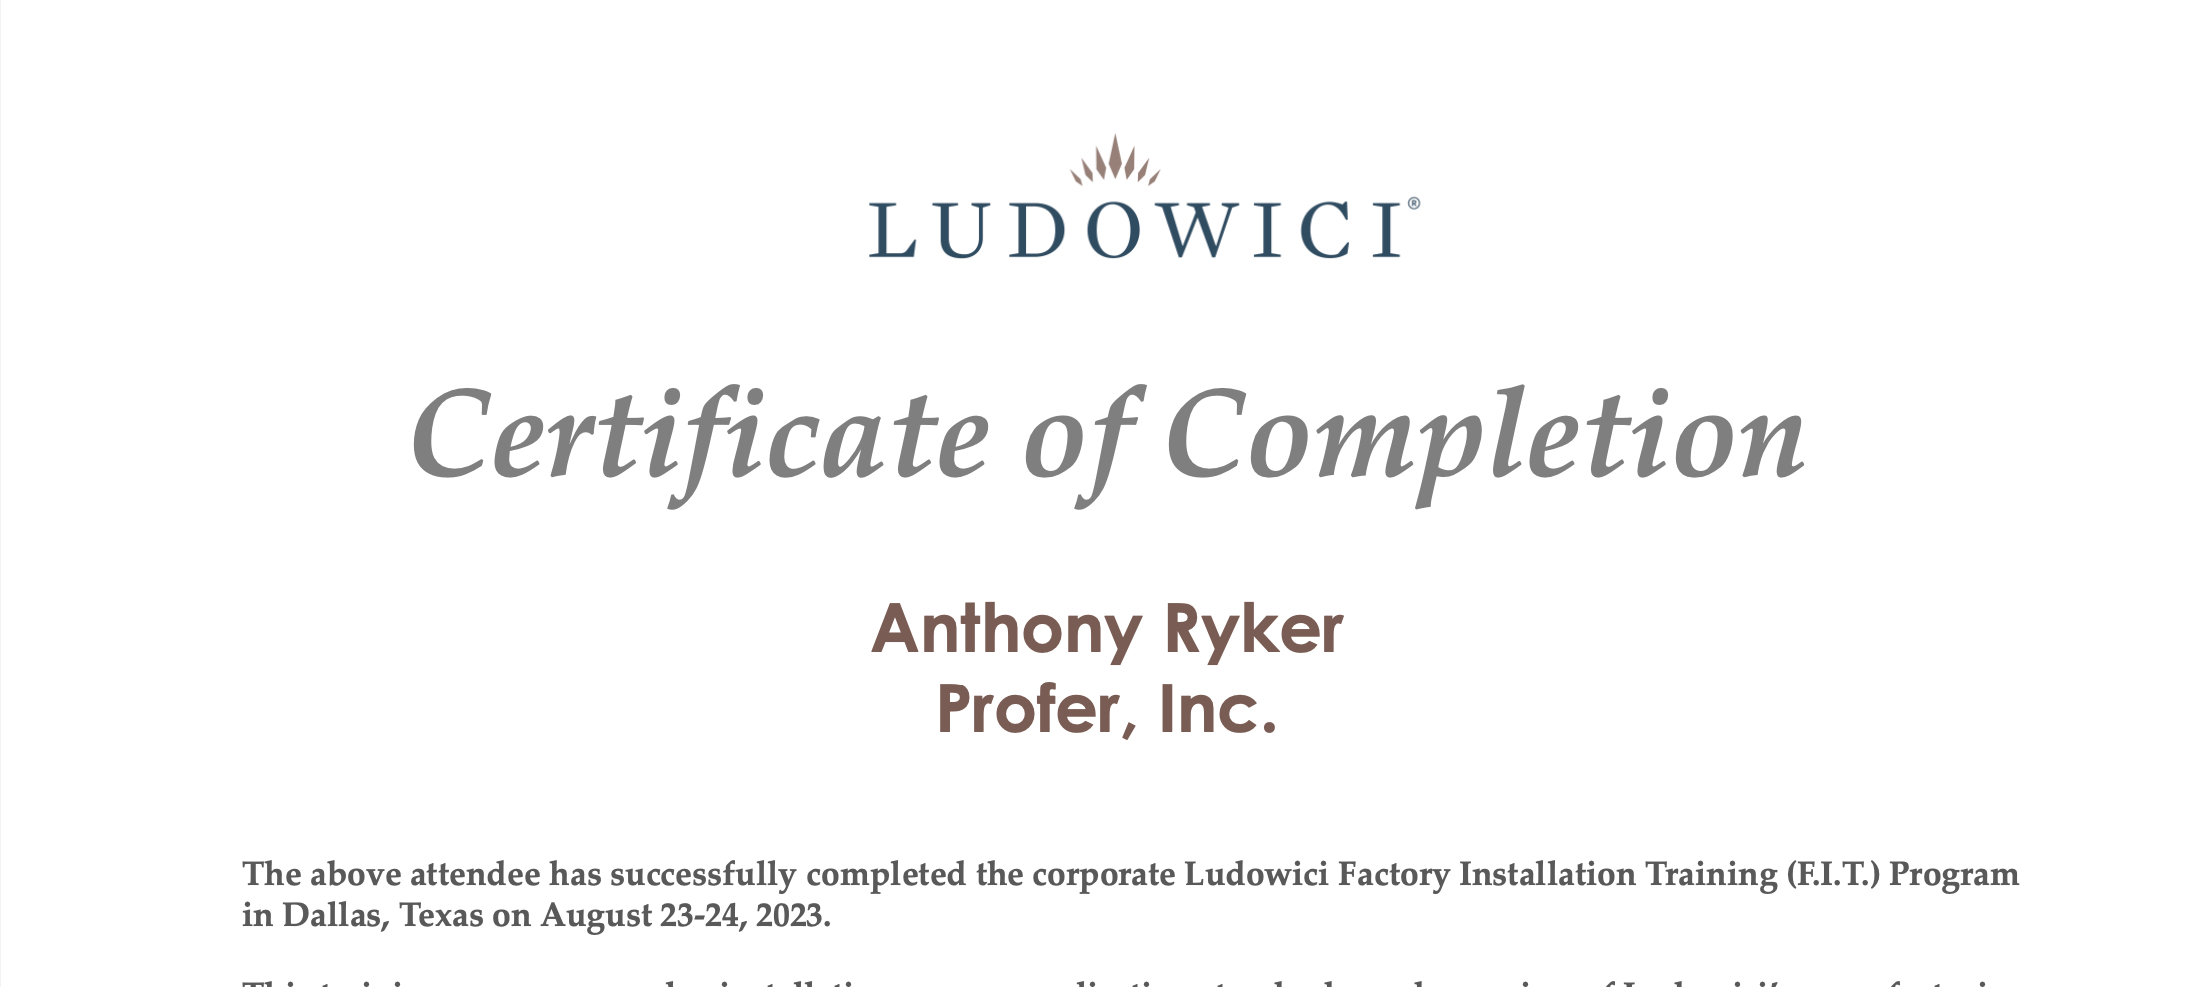 LUDOWICI®
Certificate of Completion
Anthony Ryker
Profer, Inc.
The above attendee has successfully completed the corporate Ludowici Factory Installation Training (F.I.T.) Program
in Dallas, Texas on August 23-24, 2023.